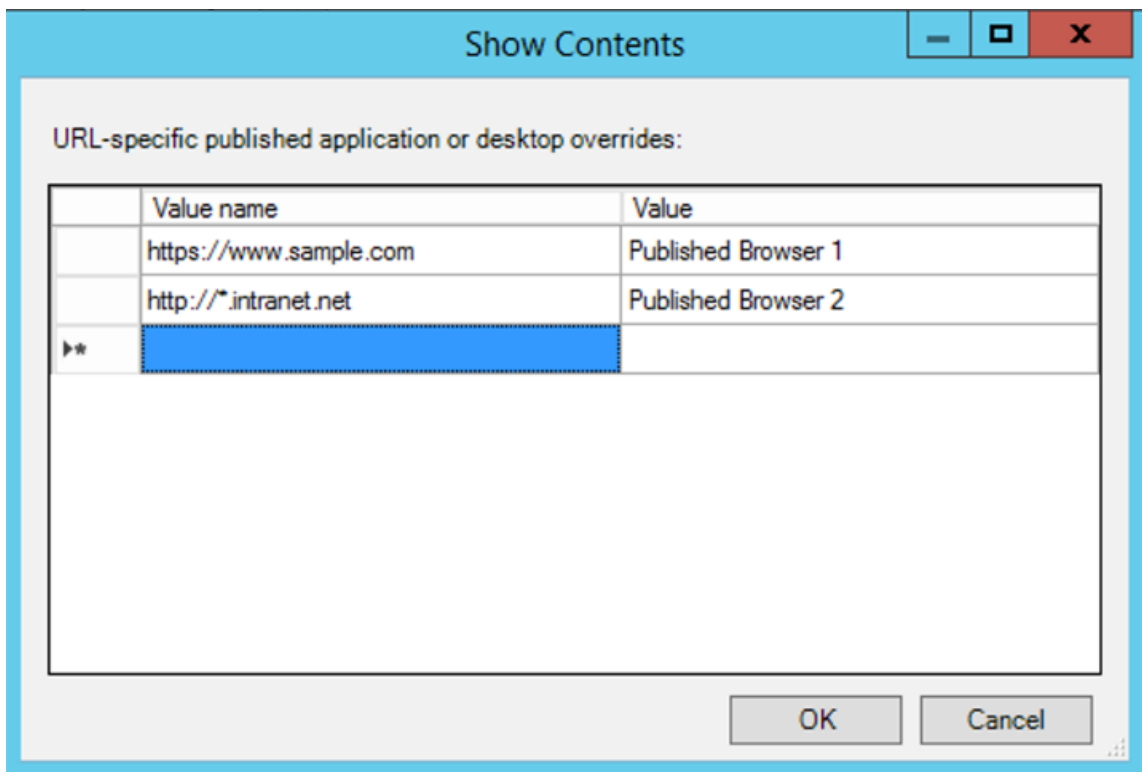 Show Contents
URL-specific published application or desktop overrides:
Value name Value
https://www.sample.com Published Browser 1
http://*.intranet.net Published Browser 2
OK Cancel